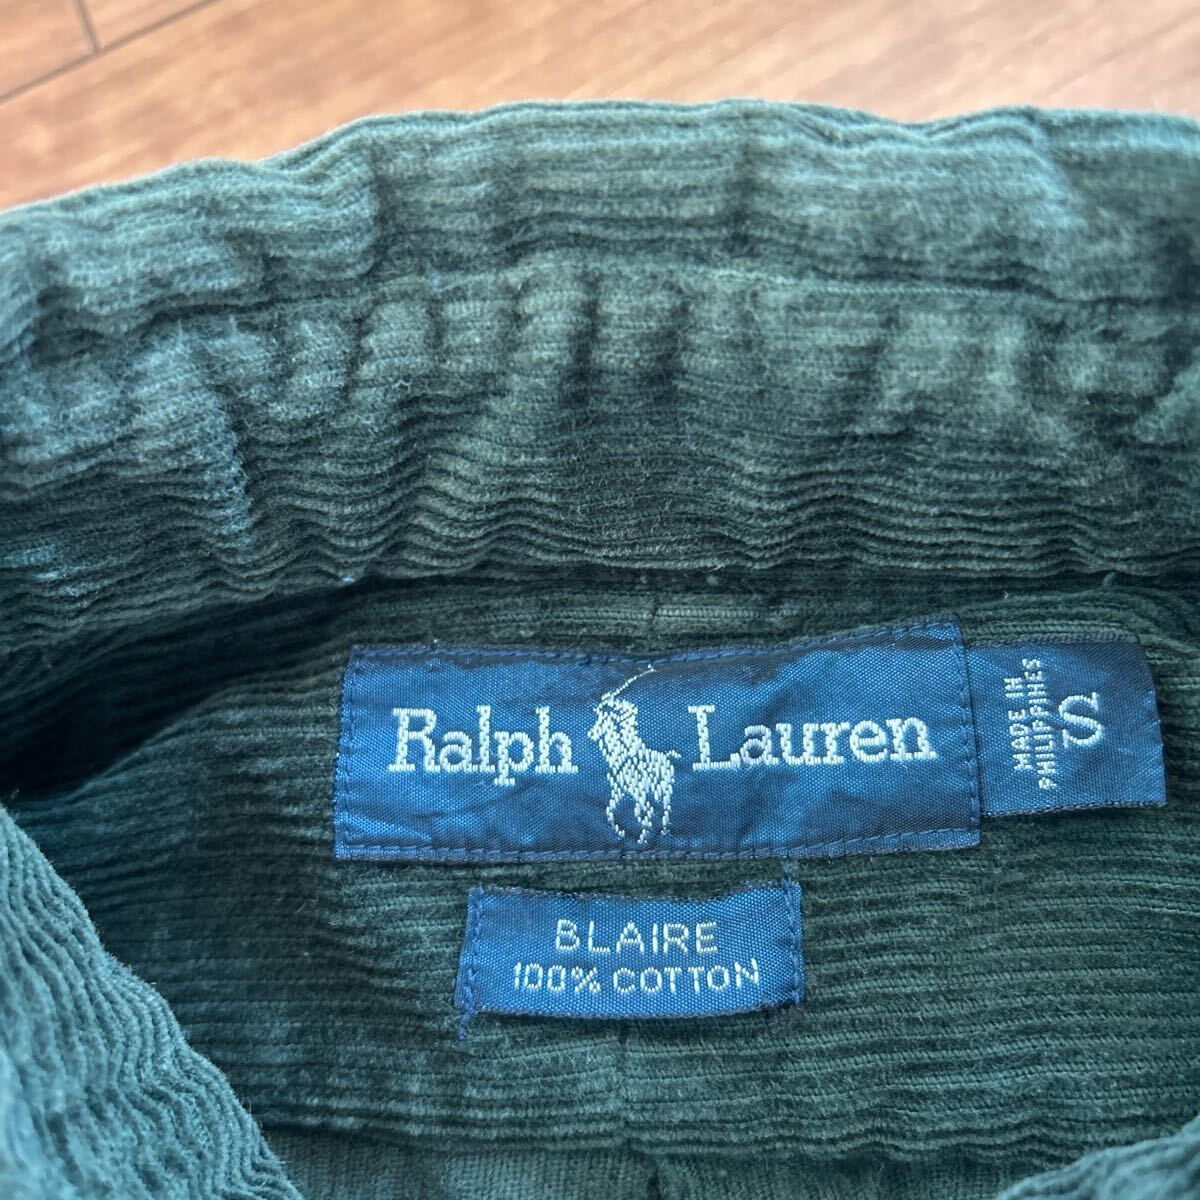 Ralph Lauren
MADE IN
PHILIPPINES
S
BLAIRE
100% COTTON